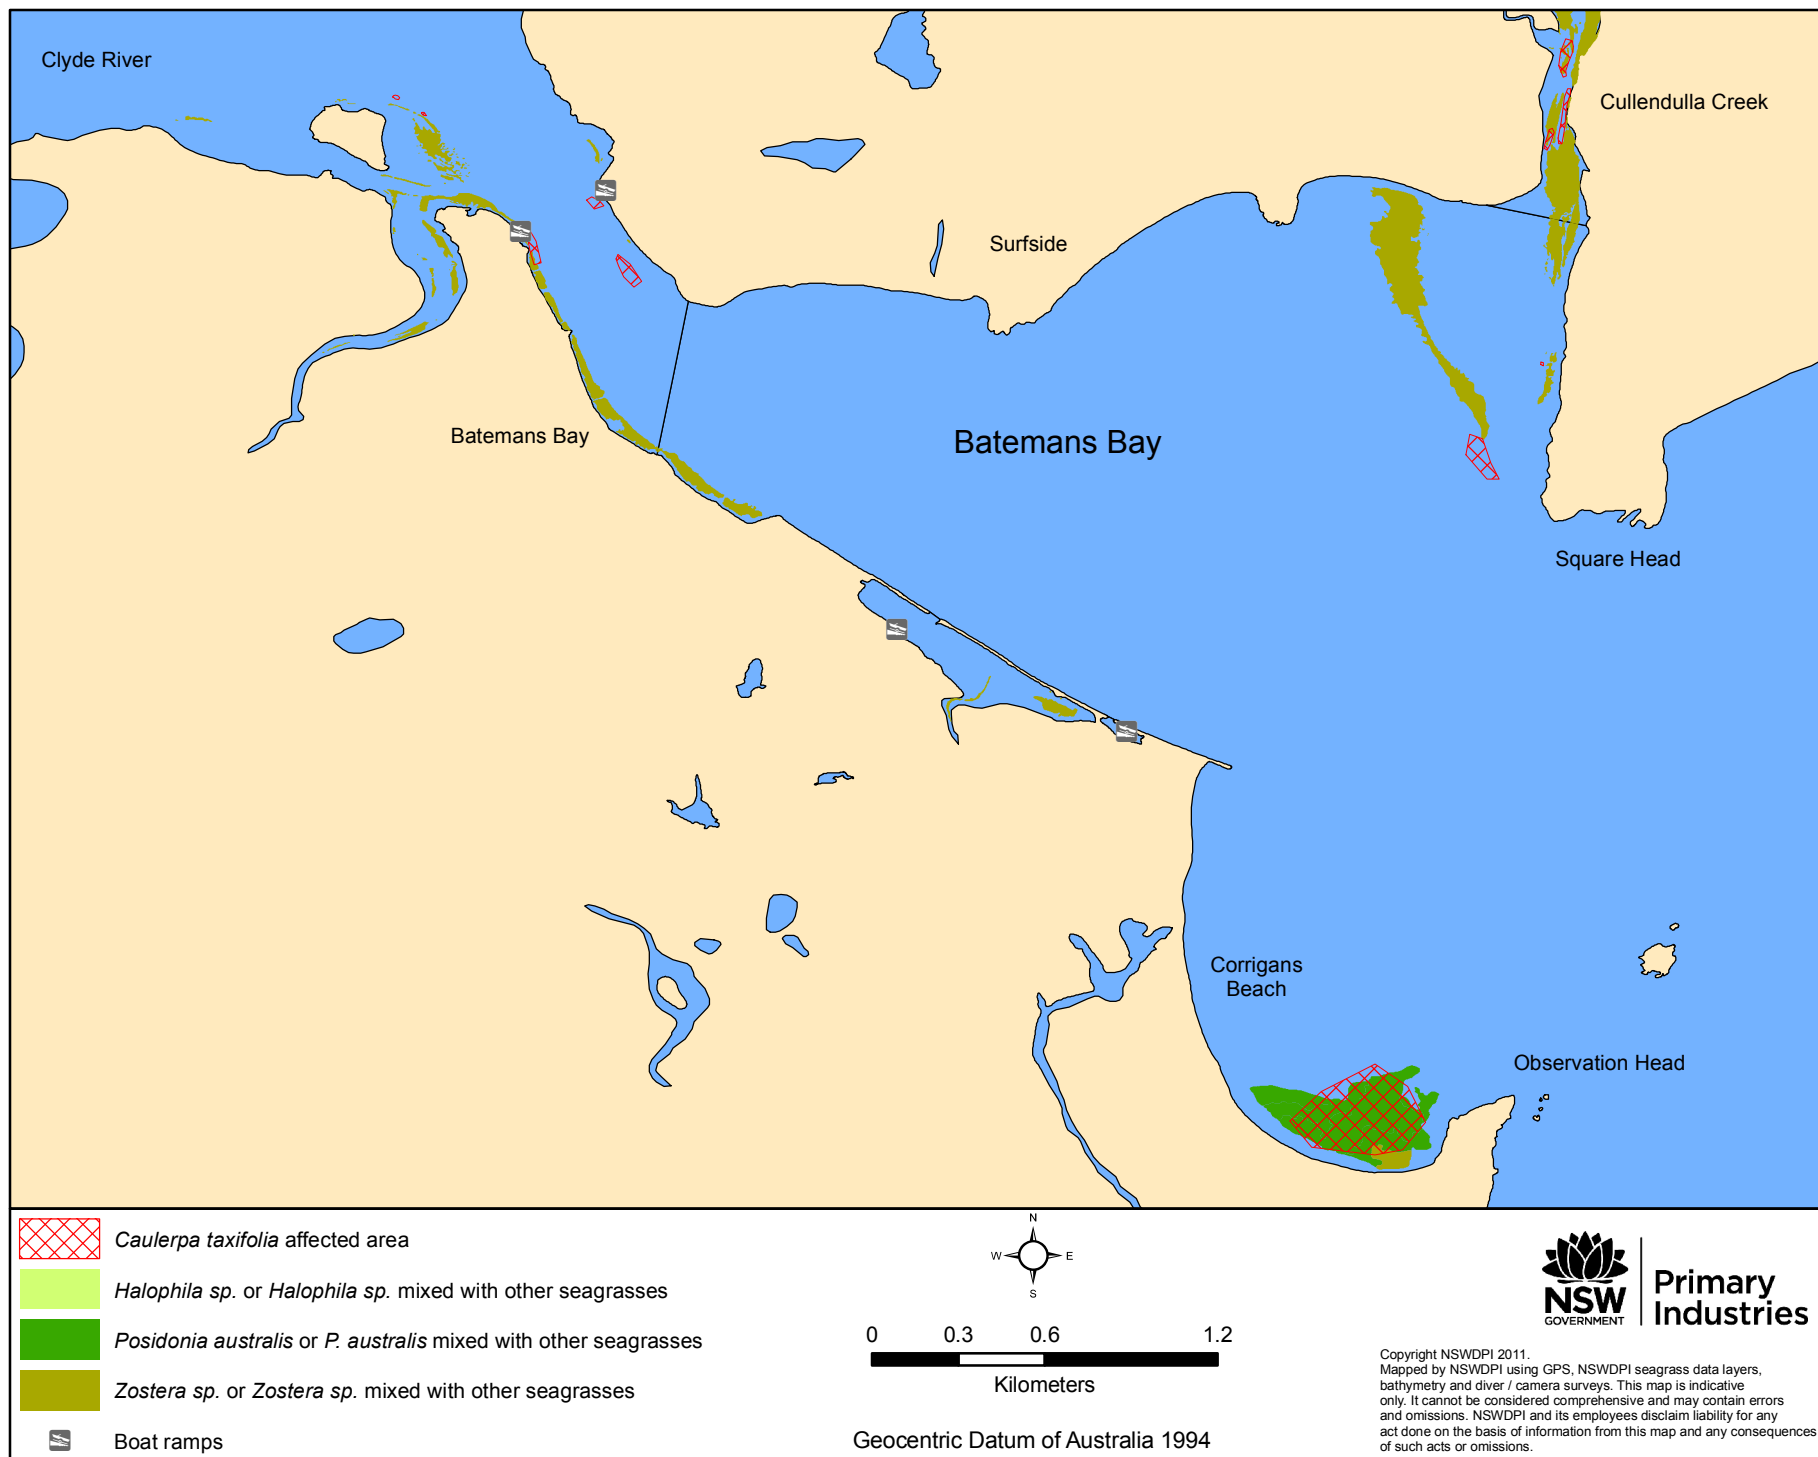 Clyde River
Cullendulla Creek
Surfside
Batemans Bay
Batemans Bay
Square Head
Corrigans
Beach
Observation Head
Caulerpa taxifolia affected area
Halophila sp. or Halophila sp. mixed with other seagrasses
Posidonia australis or P. australis mixed with other seagrasses
Zostera sp. or Zostera sp. mixed with other seagrasses
Boat ramps
N
W E
S
0 0.3 0.6 1.2
Kilometers
Geocentric Datum of Australia 1994
NSW
GOVERNMENT
Primary
Industries
Copyright NSWDPI 2011.
Mapped by NSWDPI using GPS, NSWDPI seagrass data layers,
bathymetry and diver / camera surveys. This map is indicative
only. It cannot be considered comprehensive and may contain errors
and omissions. NSWDPI and its employees disclaim liability for any
act done on the basis of information from this map and any consequences
of such acts or omissions.